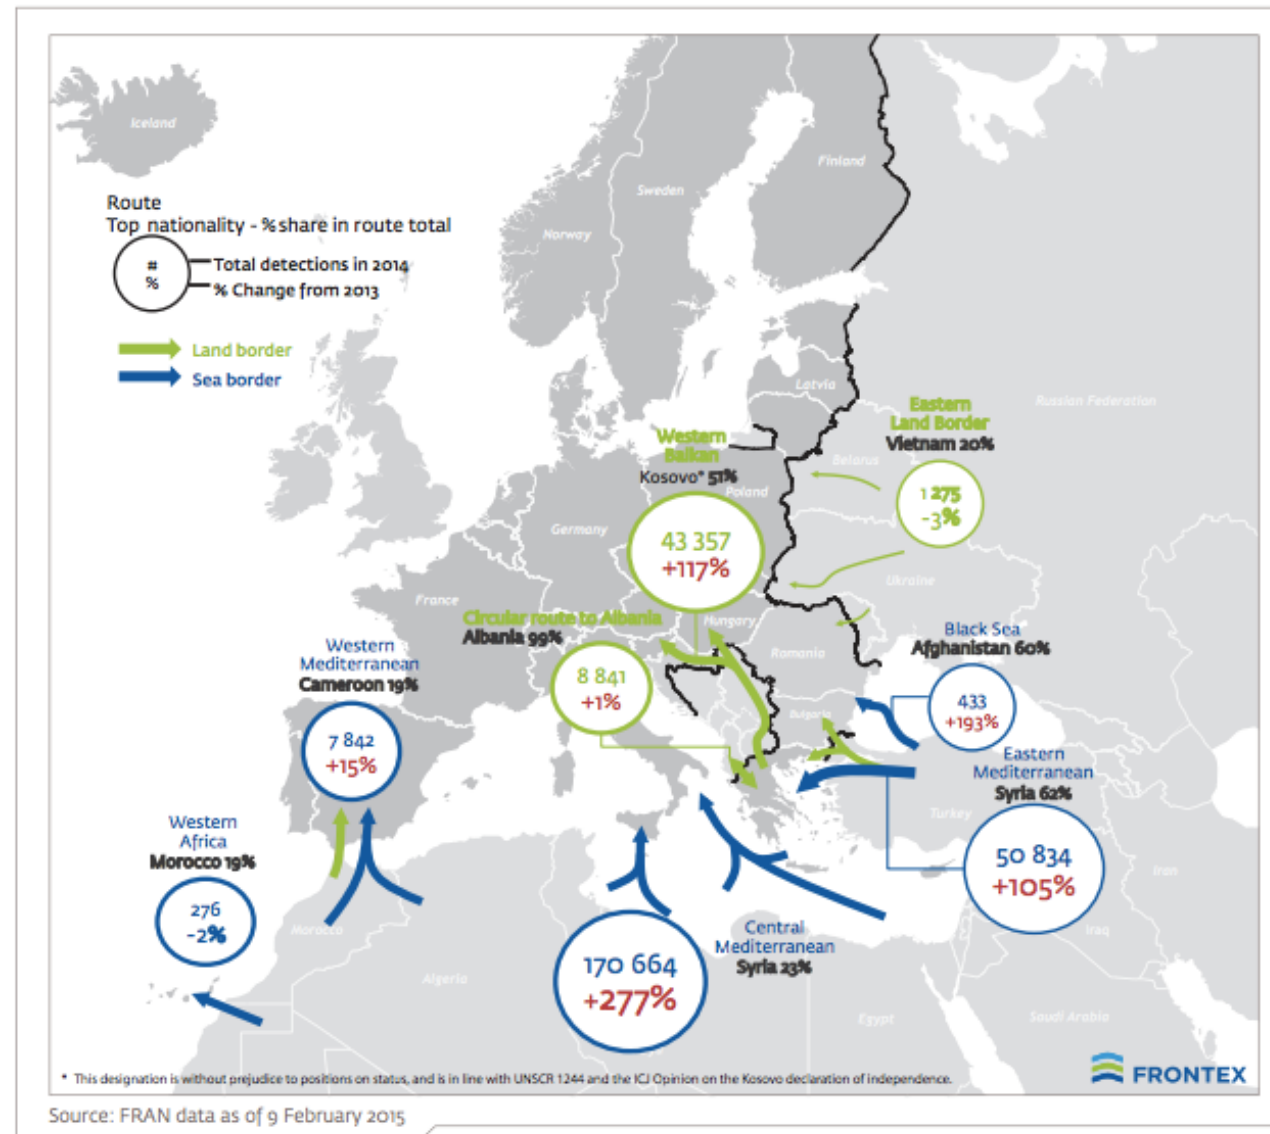 Iceland
Finland
Sweden
Norway
Route
Top nationality - % share in route total
#
%
Total detections in 2014
% Change from 2013
Land border
Sea border
Latvia
Russian Federation
Eastern
Land Border
Vietnam 20%
1 275
-3%
Belarus
Western
Balkan
Kosovo* 51%
Poland
43 357
+117%
Germany
Ukraine
France
Circular route to Albania
Albania 99%
8 841
+1%
Hungary
Romania
Bulgaria
Black Sea
Afghanistan 60%
433
+193%
Western
Mediterranean
Cameroon 19%
7 842
+15%
Eastern
Mediterranean
Syria 62%
50 834
+105%
Turkey
Iran
Iraq
Western
Africa
Morocco 19%
276
-2%
Morocco
Algeria
170 664
+277%
Central
Mediterranean
Syria 23%
Egypt
Saudi Arabia
* This designation is without prejudice to positions on status, and is in line with UNSCR 1244 and the ICJ Opinion on the Kosovo declaration of independence.
FRONTEX
Source: FRAN data as of 9 February 2015